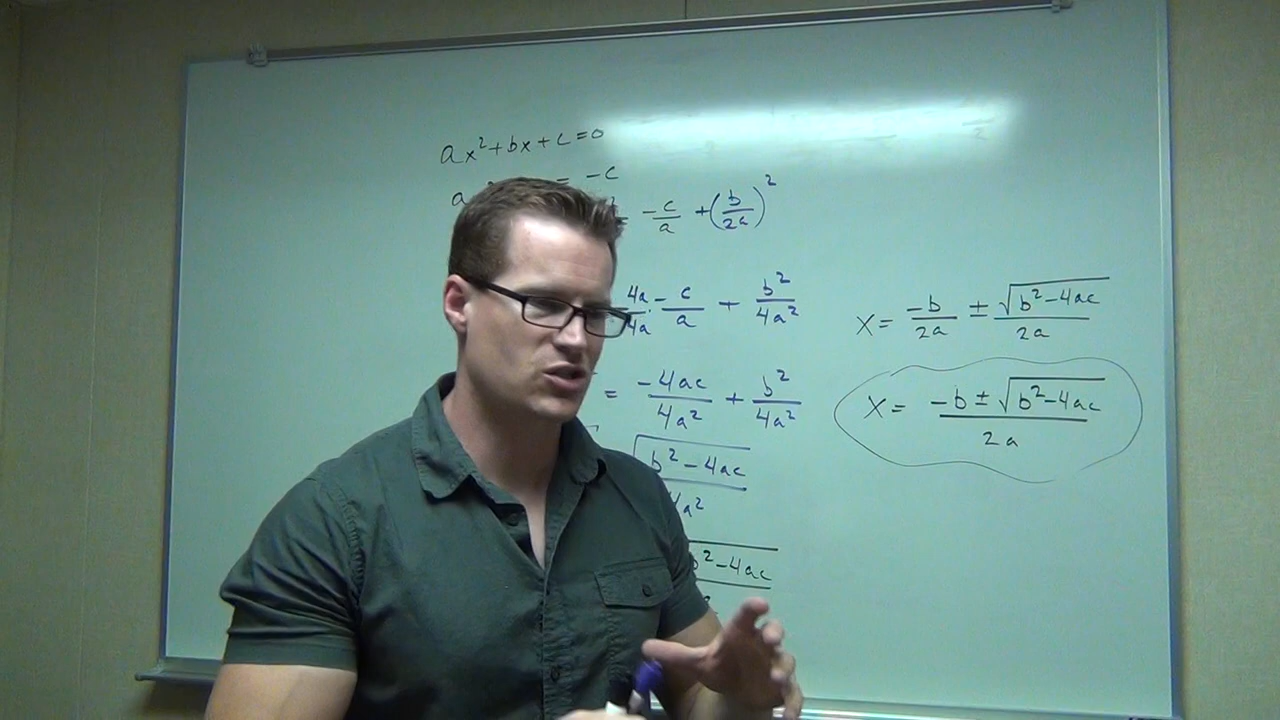 ax²+bx+c=0
a = -c
= -c/a +(b/2a)²
4a/4a · -c/a + b²/4a²
= -4ac/4a² + b²/4a²
√b²-4ac
4a²
b²-4ac
x= -b/2a ± √b²-4ac/2a
x= -b±√b²-4ac/2a